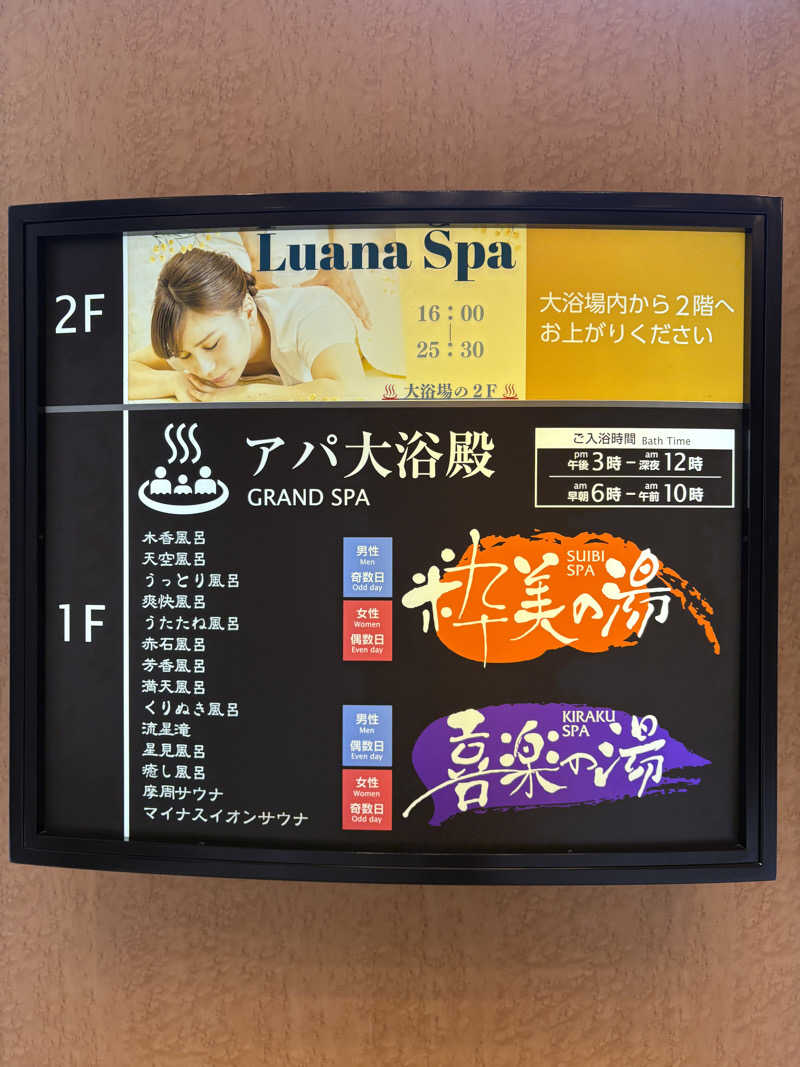 2F
Luana Spa
16:00
|
25:30
大浴場の2F
大浴場内から2階へ
お上がりください
1F
アパ大浴殿
GRAND SPA
ご入浴時間 Bath Time
pm 午後3時-am 深夜12時
am 早朝6時-am 午前10時
木香風呂
天空風呂
うっとり風呂
爽快風呂
うたたね風呂
赤石風呂
芳香風呂
満天風呂
くりぬき風呂
流星滝
星見風呂
癒し風呂
摩周サウナ
マイナスイオンサウナ
男性
Men
奇数日
Odd day
女性
Women
偶数日
Even day
粋美の湯
SUIBI
SPA
男性
Men
偶数日
Even day
女性
Women
奇数日
Odd day
喜楽の湯
KIRAKU
SPA